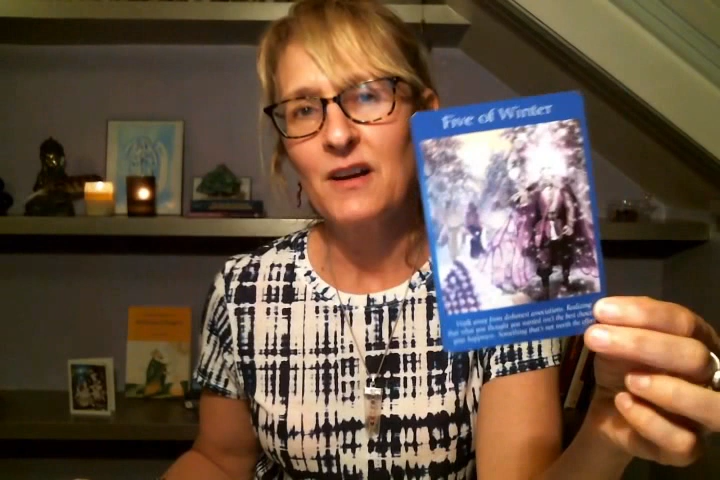 Five of Winter
Walk away from dishonest associations. Realizing
that what you thought you wanted isn't the best choice
your happiness. Something that's not worth the